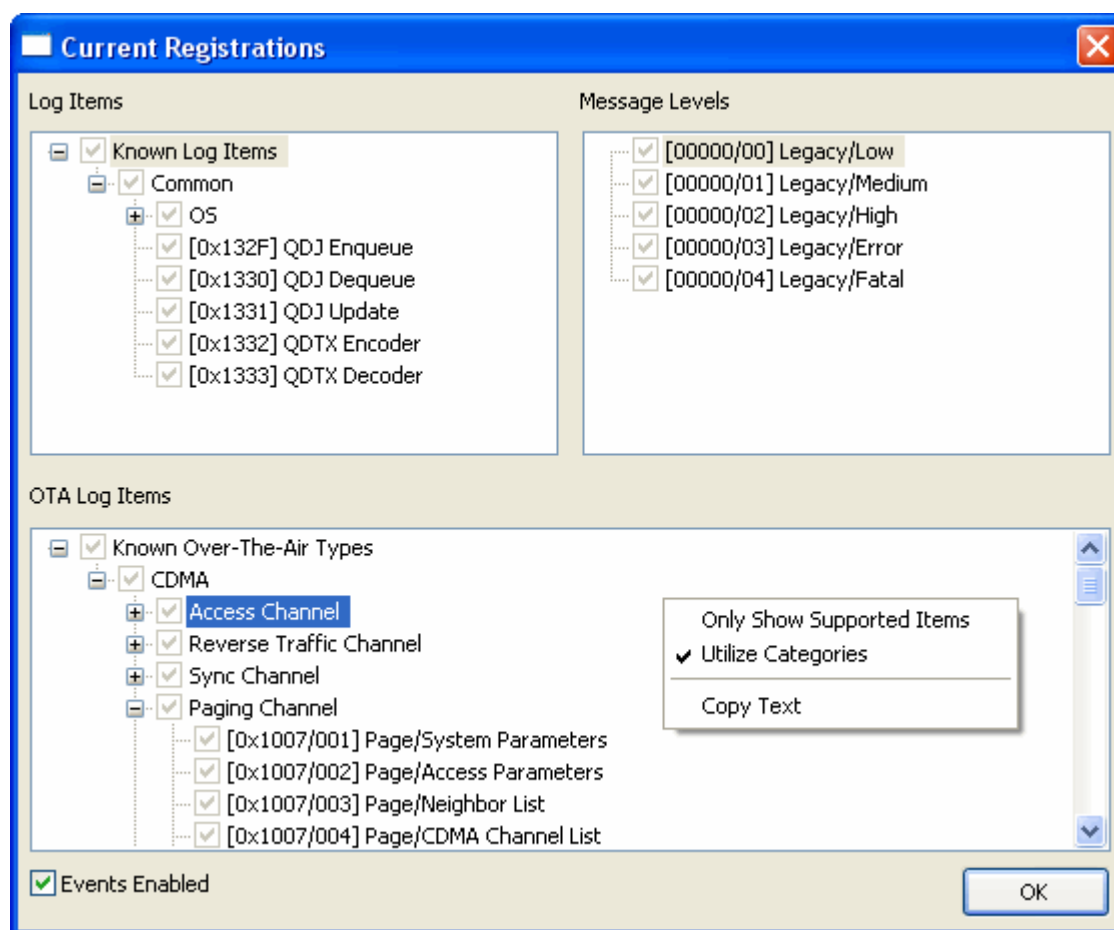 Current Registrations
Log Items
Known Log Items
Common
OS
[0x132F] QDJ Enqueue
[0x1330] QDJ Dequeue
[0x1331] QDJ Update
[0x1332] QDTX Encoder
[0x1333] QDTX Decoder
Message Levels
[00000/00] Legacy/Low
[00000/01] Legacy/Medium
[00000/02] Legacy/High
[00000/03] Legacy/Error
[00000/04] Legacy/Fatal
OTA Log Items
Known Over-The-Air Types
CDMA
Access Channel
Reverse Traffic Channel
Sync Channel
Paging Channel
[0x1007/001] Page/System Parameters
[0x1007/002] Page/Access Parameters
[0x1007/003] Page/Neighbor List
[0x1007/004] Page/CDMA Channel List
Only Show Supported Items
Utilize Categories
Copy Text
Events Enabled
OK